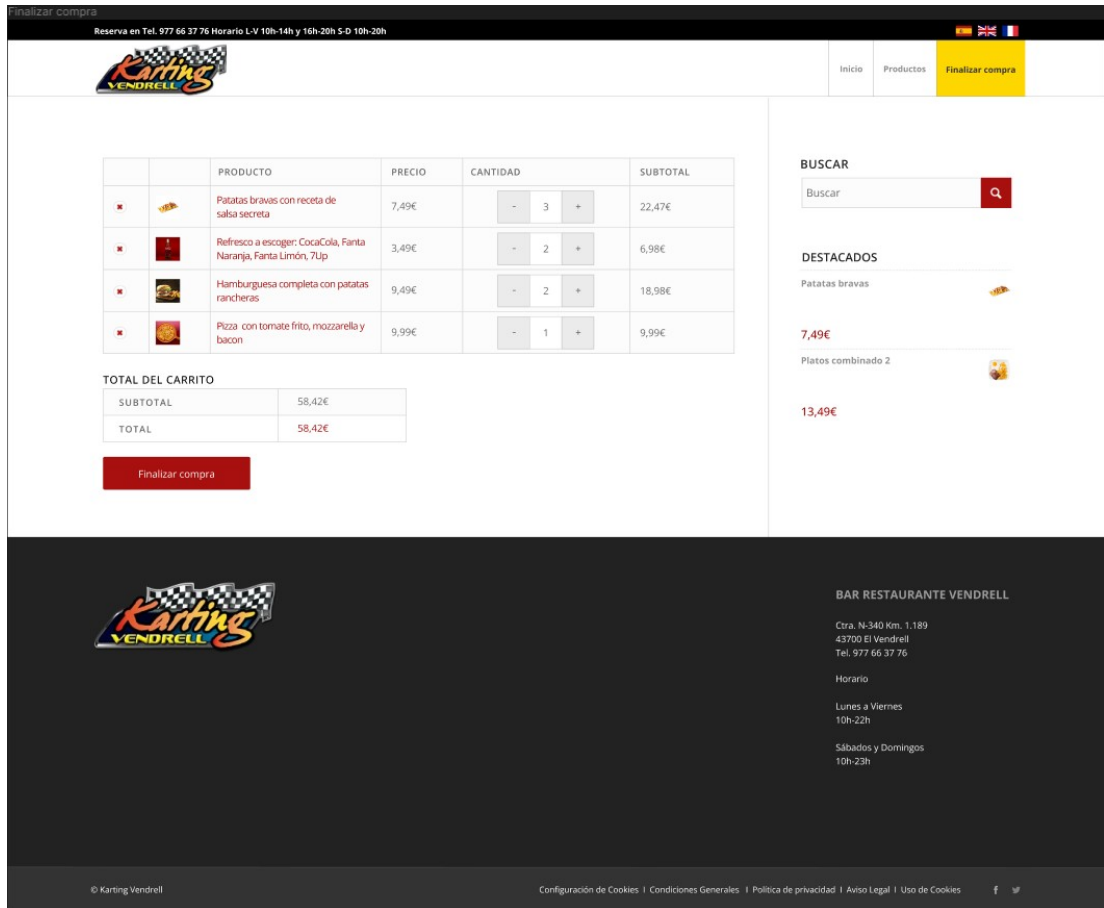 Finalizar compra
Reserva en Tel. 977 66 37 76 Horario L-V 10h-14h y 16h-20h S-D 10h-20h
Karting
VENDRELL
Inicio Productos Finalizar compra
PRODUCTO PRECIO CANTIDAD SUBTOTAL
Patatas bravas con receta de
salsa secreta
7,49€ - 3 + 22,47€
Refresco a escoger: CocaCola, Fanta
Naranja, Fanta Limón, 7Up
3,49€ - 2 + 6,98€
Hamburguesa completa con patatas
rancheras
9,49€ - 2 + 18,98€
Pizza con tomate frito, mozzarella y
bacon
9,99€ - 1 + 9,99€
TOTAL DEL CARRITO
SUBTOTAL 58,42€
TOTAL 58,42€
Finalizar compra
BUSCAR
Buscar
DESTACADOS
Patatas bravas
7,49€
Platos combinado 2
13,49€
Karting
VENDRELL
BAR RESTAURANTE VENDRELL
Ctra. N-340 Km. 1.189
43700 El Vendrell
Tel. 977 66 37 76
Horario
Lunes a Viernes
10h-22h
Sábados y Domingos
10h-23h
© Karting Vendrell
Configuración de Cookies I Condiciones Generales I Politica de privacidad I Aviso Legal I Uso de Cookies